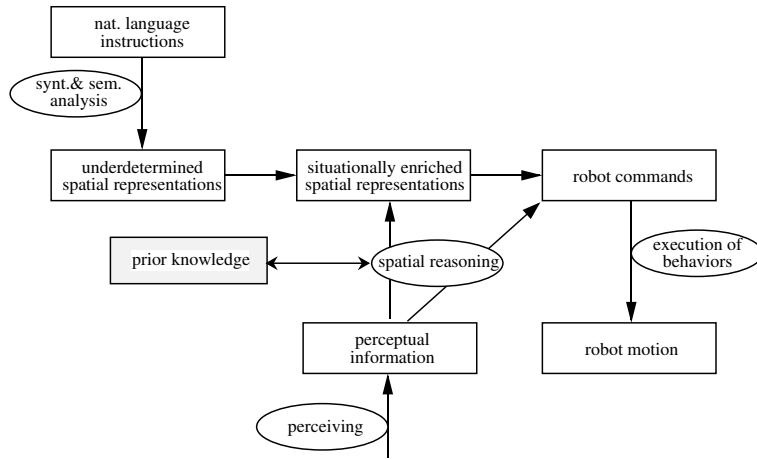 nat. language
instructions
synt.& sem.
analysis
underdetermined
spatial representations
situationally enriched
spatial representations
robot commands
prior knowledge
spatial reasoning
execution of
behaviors
perceptual
information
robot motion
perceiving